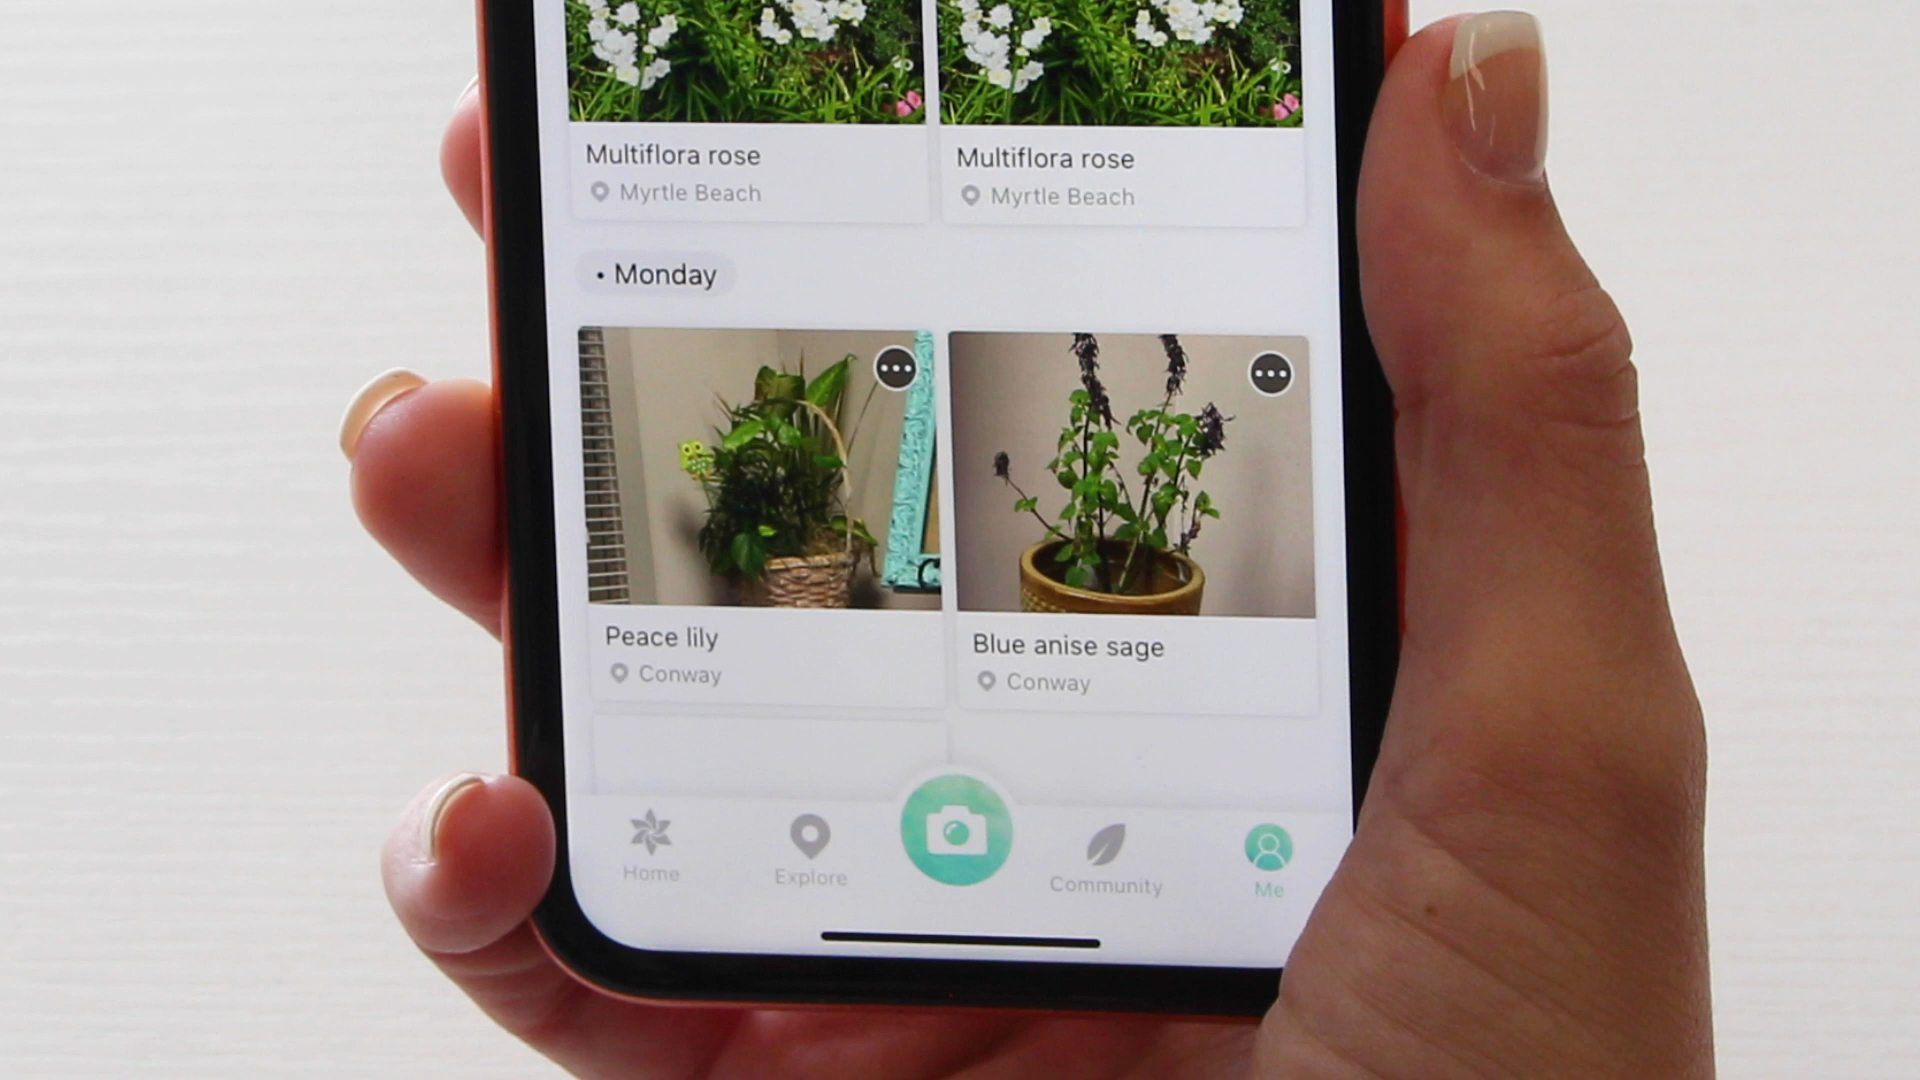 Multiflora rose
Myrtle Beach
Multiflora rose
Myrtle Beach
• Monday
Peace lily
Conway
Blue anise sage
Conway
Home
Explore
Community
Me